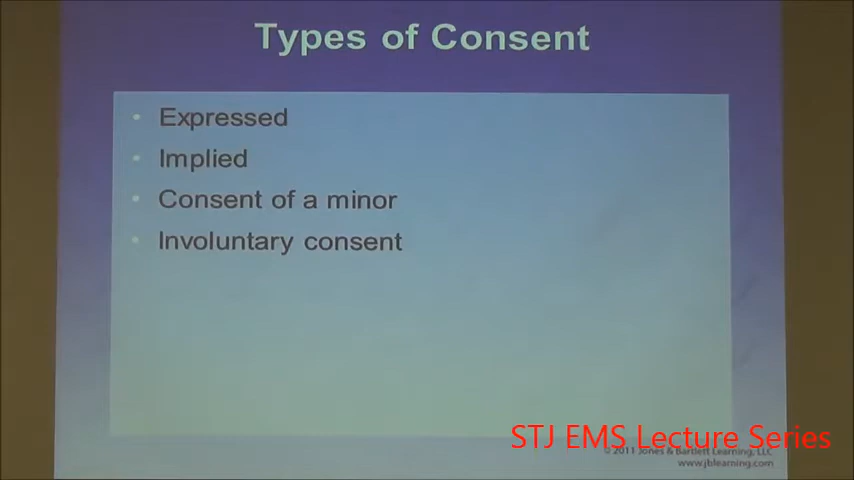 Types of Consent
• Expressed
• Implied
• Consent of a minor
• Involuntary consent
STJ EMS Lecture Series
© 2011 Jones & Bartlett Learning, LLC
www.jblearning.com